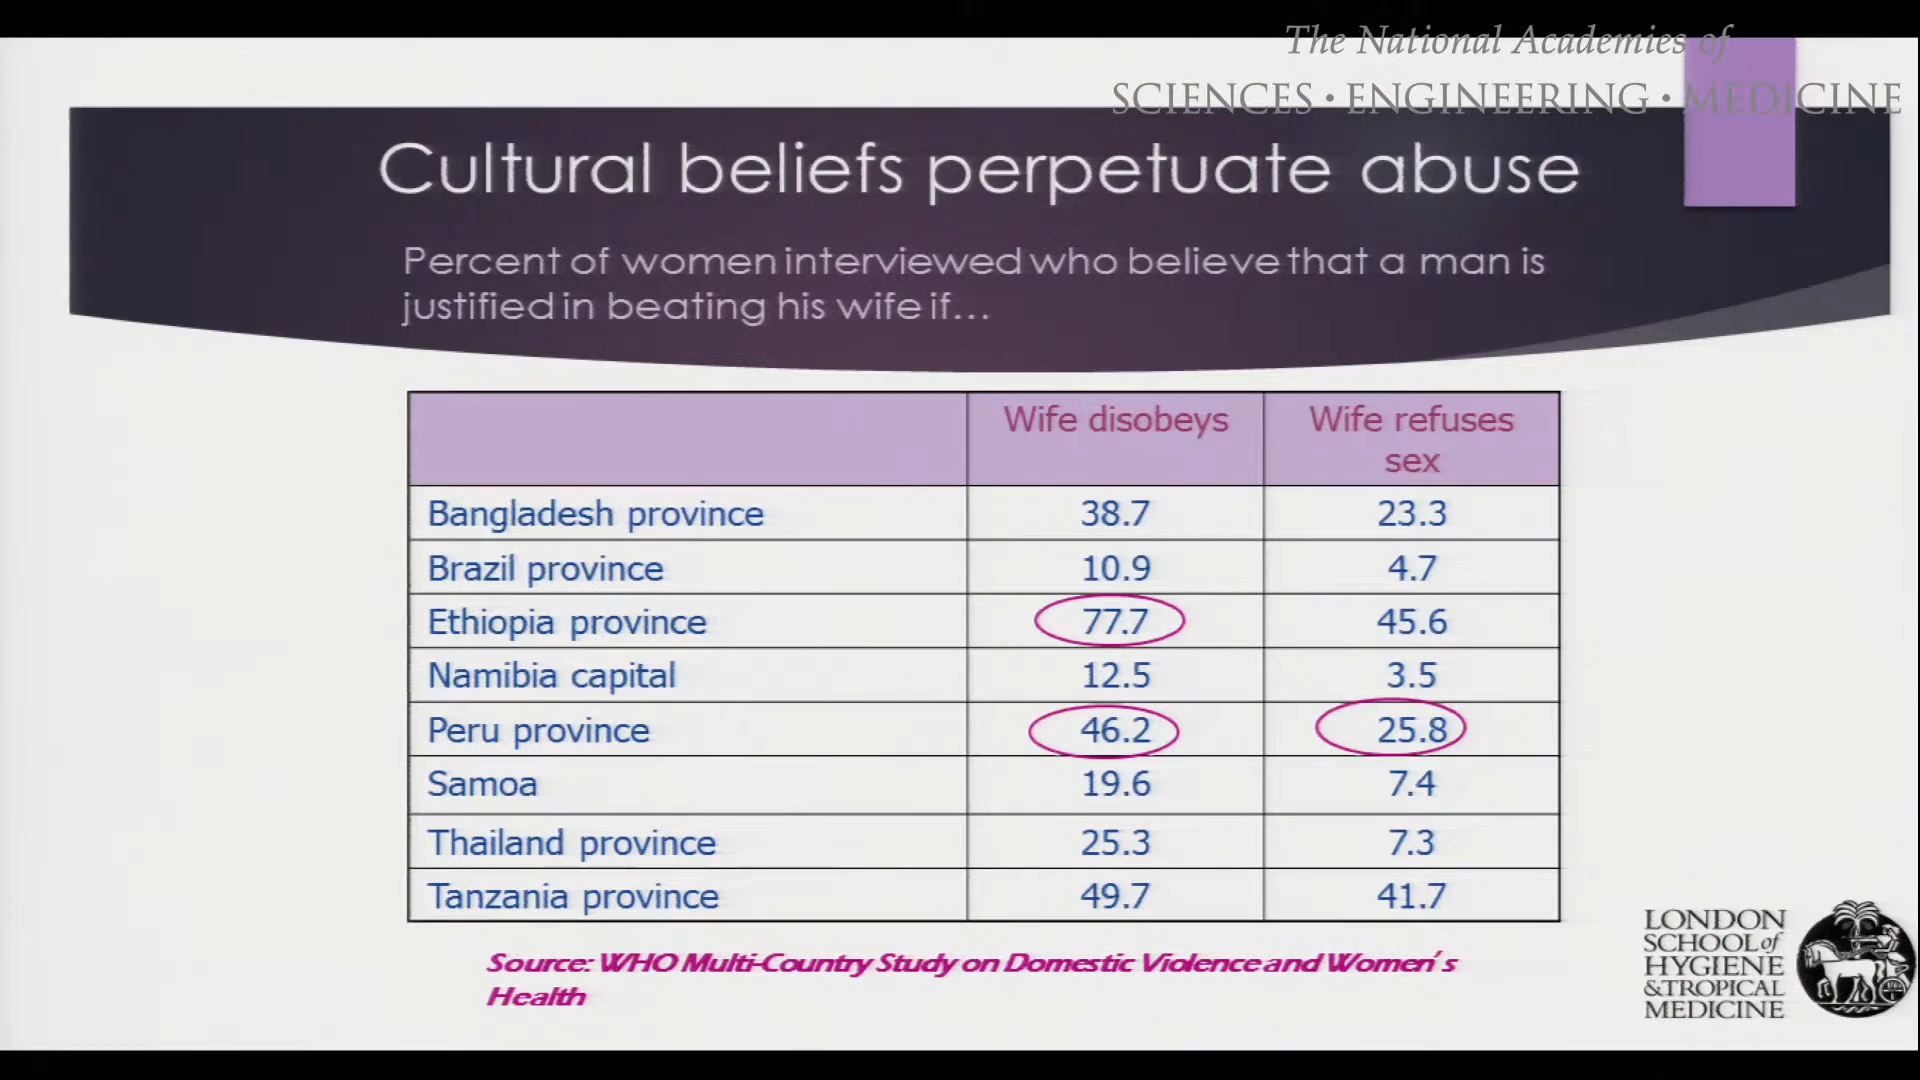 The National Academies of
SCIENCES • ENGINEERING • MEDICINE
Cultural beliefs perpetuate abuse
Percent of women interviewed who believe that a man is
justified in beating his wife if...
Wife disobeys Wife refuses
sex
Bangladesh province 38.7 23.3
Brazil province 10.9 4.7
Ethiopia province 77.7 45.6
Namibia capital 12.5 3.5
Peru province 46.2 25.8
Samoa 19.6 7.4
Thailand province 25.3 7.3
Tanzania province 49.7 41.7
Source: WHO Multi-Country Study on Domestic Violence and Women's
Health
LONDON
SCHOOL of
HYGIENE
& TROPICAL
MEDICINE